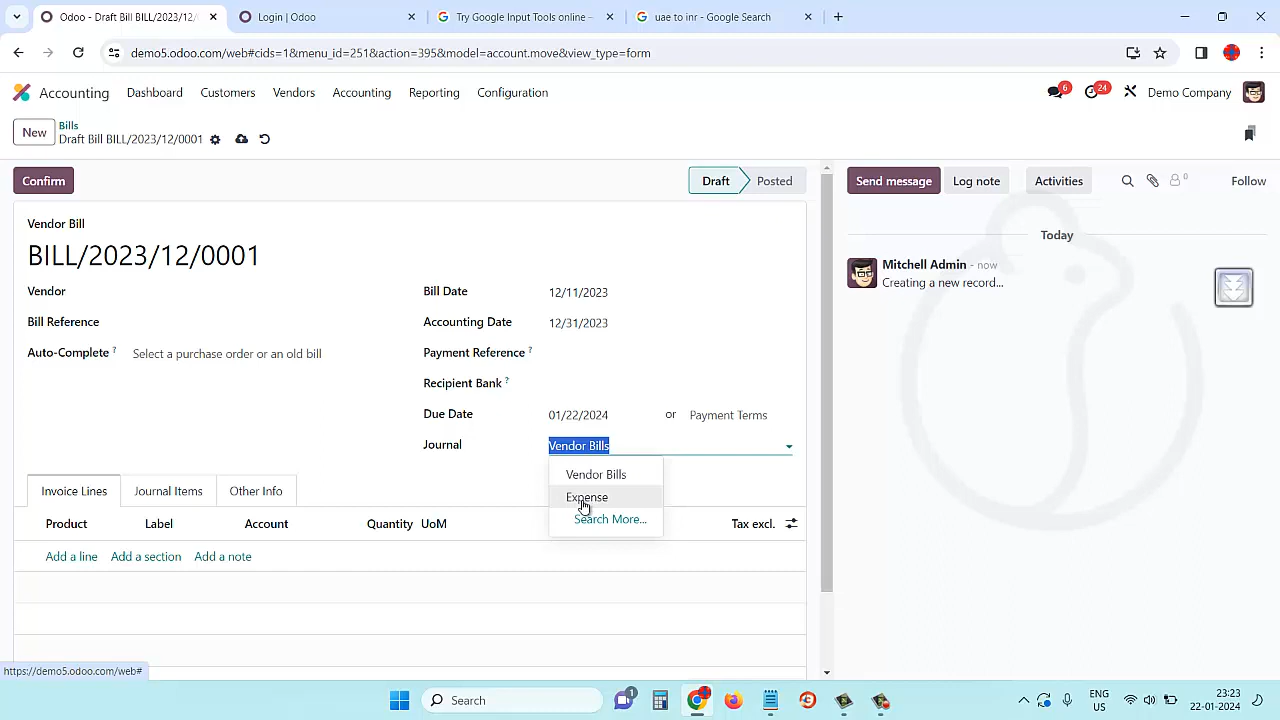 Odoo - Draft Bill BILL/2023/12/
Login | Odoo
Try Google Input Tools online –
uae to inr - Google Search
demo5.odoo.com/web#cids=1&menu_id=251&action=395&model=account.move&view_type=form
Accounting Dashboard Customers Vendors Accounting Reporting Configuration 6 24 Demo Company
New Bills
Draft Bill BILL/2023/12/0001
Confirm Draft Posted Send message Log note Activities 0 Follow
Vendor Bill
BILL/2023/12/0001
Today
Mitchell Admin - now
Creating a new record...
Vendor
Bill Reference
Auto-Complete ? Select a purchase order or an old bill
Bill Date 12/11/2023
Accounting Date 12/31/2023
Payment Reference ?
Recipient Bank ?
Due Date 01/22/2024 or Payment Terms
Journal Vendor Bills
Vendor Bills
Expense
Search More...
Invoice Lines Journal Items Other Info
Product Label Account Quantity UoM Tax excl.
Add a line Add a section Add a note
https://demo5.odoo.com/web#
Search 1 ENG
US
23:23
22-01-2024